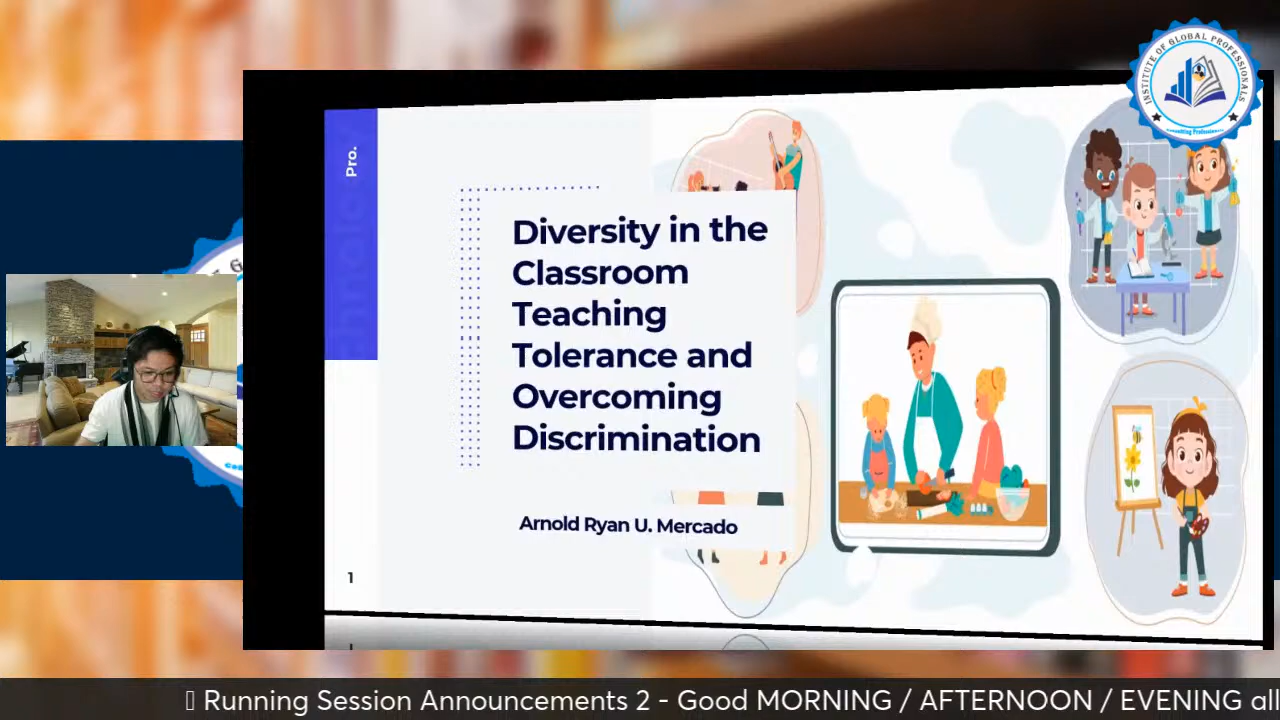 INSTITUTE OF GLOBAL PROFESSIONALS
Pro.
Diversity in the
Classroom
Teaching
Tolerance and
Overcoming
Discrimination
Arnold Ryan U. Mercado
1
Running Session Announcements 2 - Good MORNING / AFTERNOON / EVENING all